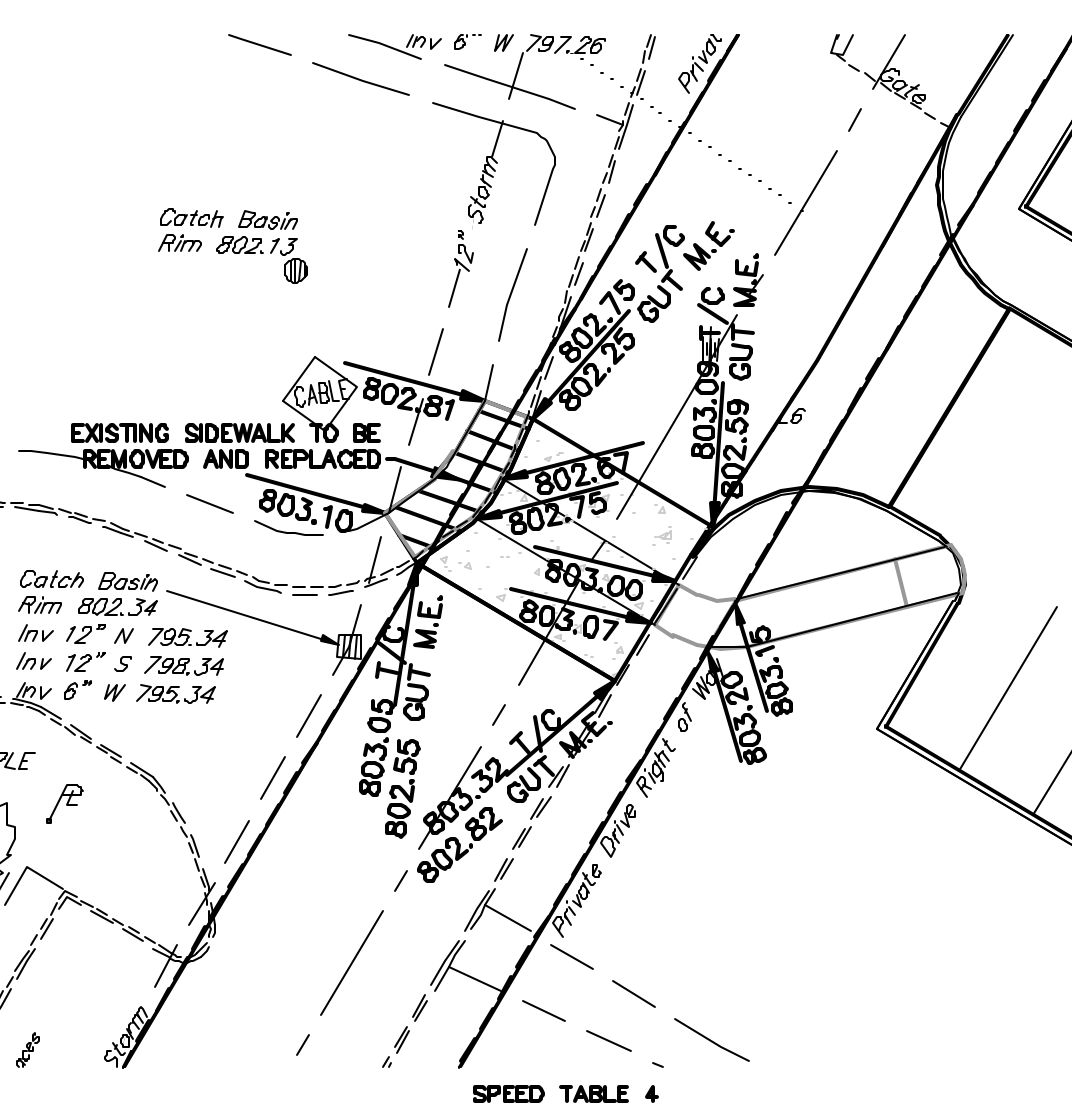 Inv 6" W 797.26
Privat
Gate
12" Storm
Catch Basin
Rim 802.13
802.75 T/C
802.25 GUT M.E.
803.09 T/C
802.59 GUT M.E.
CABLE
802.81
L6
EXISTING SIDEWALK TO BE
REMOVED AND REPLACED
802.67
802.75
803.10
803.00
803.07
Catch Basin
Rim 802.34
Inv 12" N 795.34
Inv 12" S 798.34
Inv 6" W 795.34
803.05 T/C
802.55 GUT M.E.
803.15
803.20
803.32 T/C
802.82 GUT M.E.
Private Drive Right of Wa
PLE
Storm
aces
SPEED TABLE 4